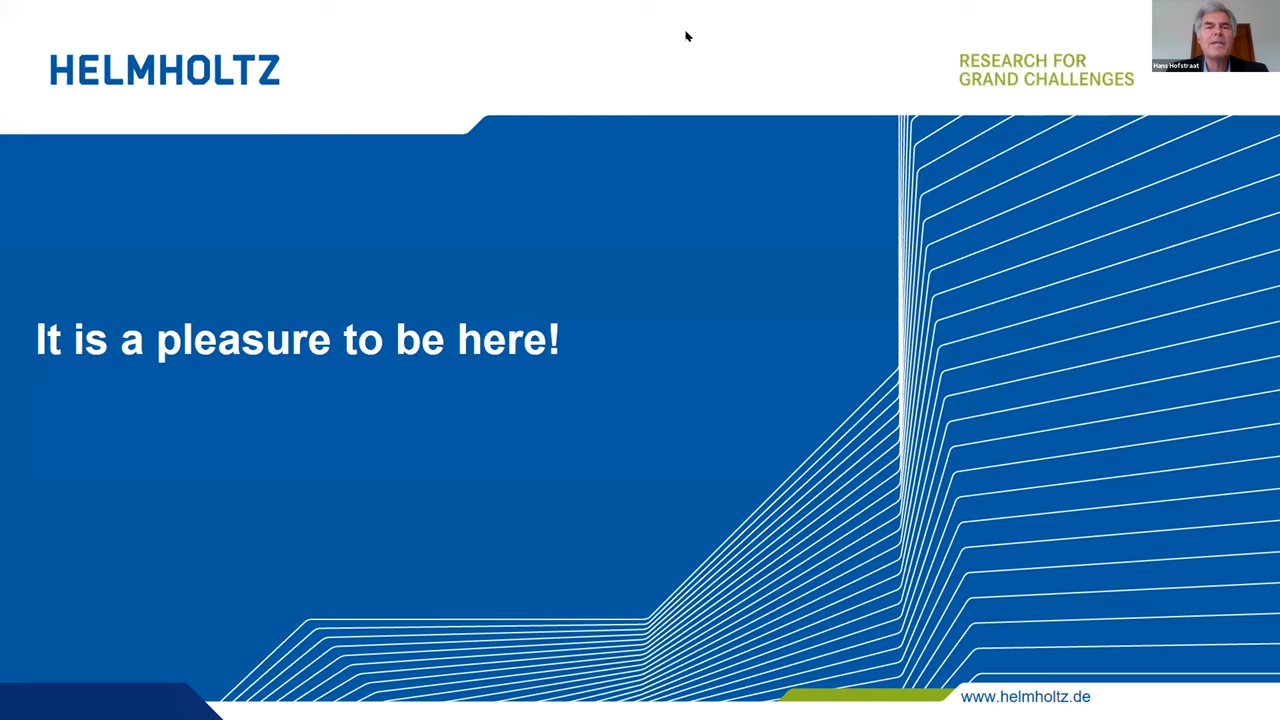 HELMHOLTZ
RESEARCH FOR
GRAND CHALLENGES
Hans Hofstraat
It is a pleasure to be here!
www.helmholtz.de